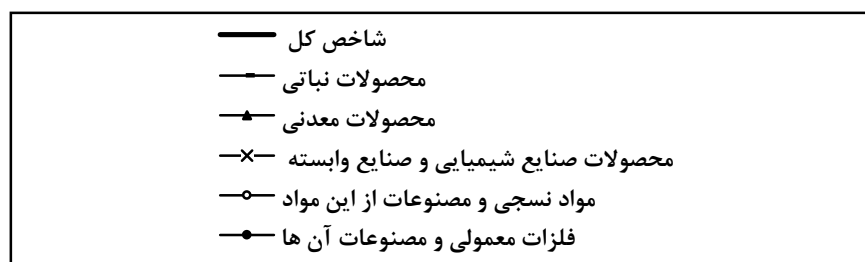 شاخص کل
محصولات نباتی
محصولات معدنی
محصولات صنایع شیمیایی و صنایع وابسته
مواد نسجی و مصنوعات از این مواد
فلزات معمولی و مصنوعات آن ها